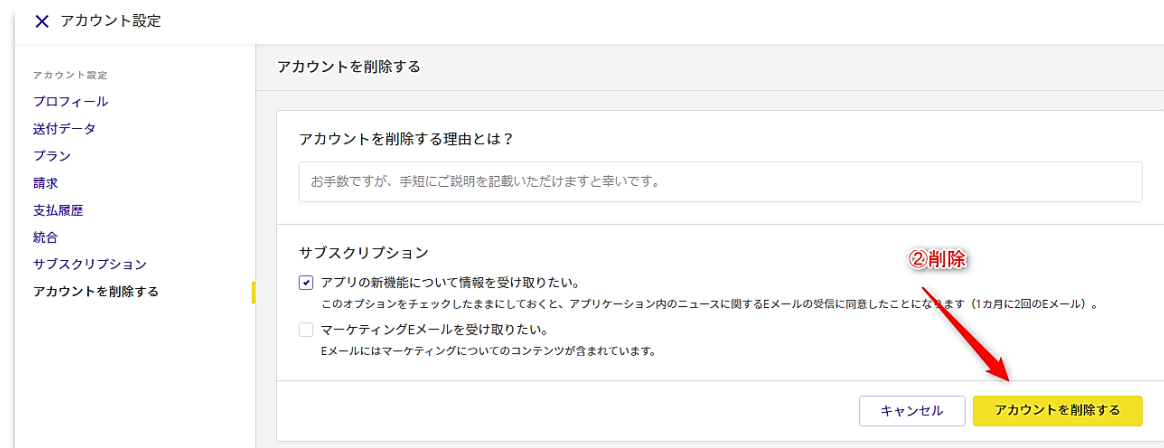 アカウント設定
アカウント設定
プロフィール
送付データ
プラン
請求
支払履歴
統合
サブスクリプション
アカウントを削除する
アカウントを削除する
アカウントを削除する理由とは？
お手数ですが、手短にご説明を記載いただけますと幸いです。
サブスクリプション
②削除
アプリの新機能について情報を受け取りたい。
このオプションをチェックしたままにしておくと、アプリケーション内のニュースに関するEメールの受信に同意したことになります（1カ月に2回のEメール）。
マーケティングEメールを受け取りたい。
Eメールにはマーケティングについてのコンテンツが含まれています。
キャンセル
アカウントを削除する